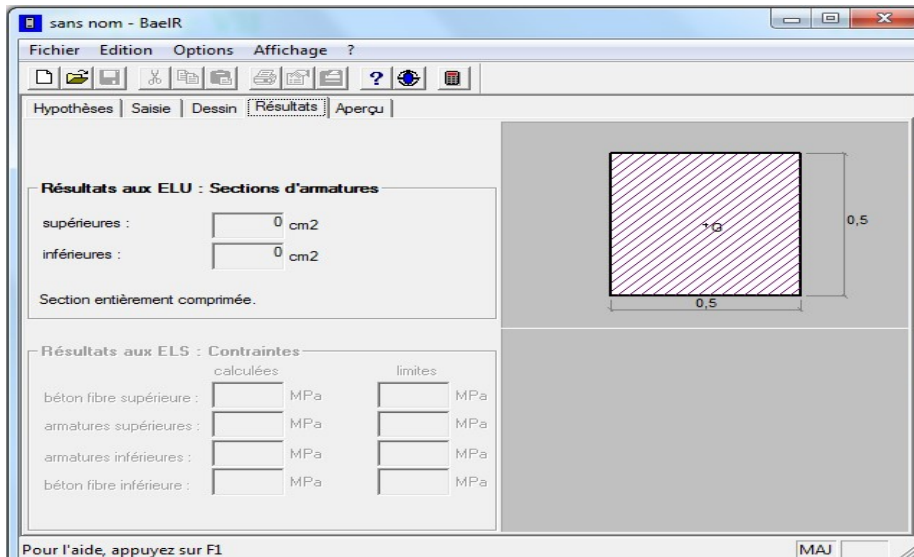 sans nom - BaelR
Fichier Edition Options Affichage ?
Hypothèses Saisie Dessin Résultats Aperçu
Résultats aux ELU : Sections d'armatures
supérieures : 0 cm2
inférieures : 0 cm2
Section entièrement comprimée.
G
0,5
0,5
Résultats aux ELS : Contraintes
calculées limites
béton fibre supérieure : MPa MPa
armatures supérieures : MPa MPa
armatures inférieures : MPa MPa
béton fibre inférieure : MPa MPa
Pour l'aide, appuyez sur F1
MAJ